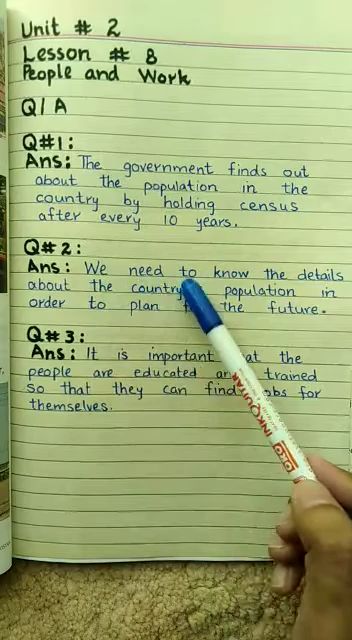 Unit # 2
Lesson # 8
People and Work
Q1A
Q#1:
Ans: The government finds out
about the population in the
country by holding census
after every 10 years.
Q#2:
Ans: We need to know the details
about the country population in
order to plan the future.
Q#3:
Ans: It is important the
people are educated trained
so that they can find for
themselves.
INKQUITAR